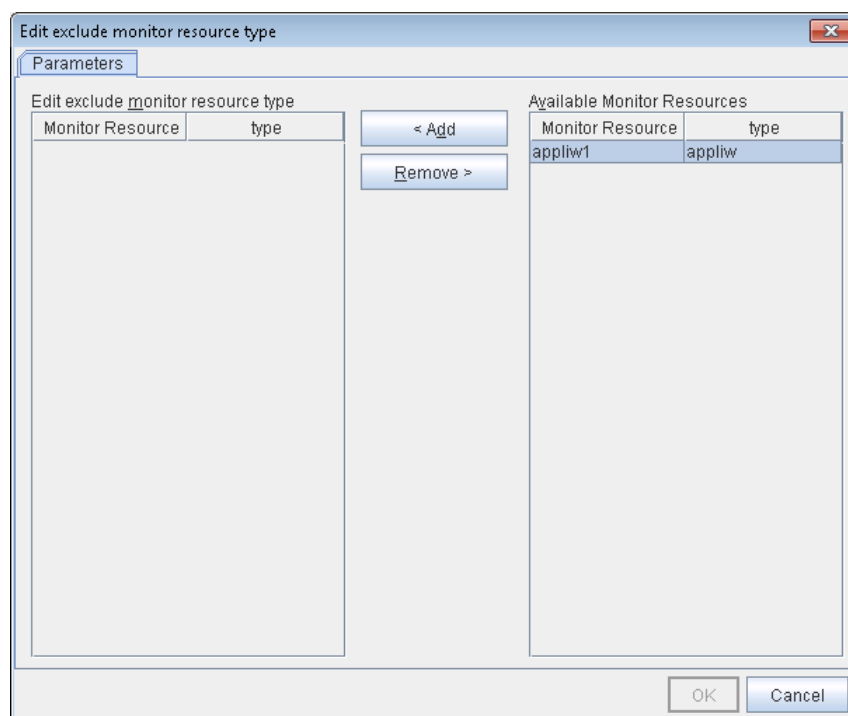 Edit exclude monitor resource type
Parameters
Edit exclude monitor resource type
Monitor Resource type
< Add
Remove >
Available Monitor Resources
Monitor Resource type
appliw1 appliw
OK Cancel